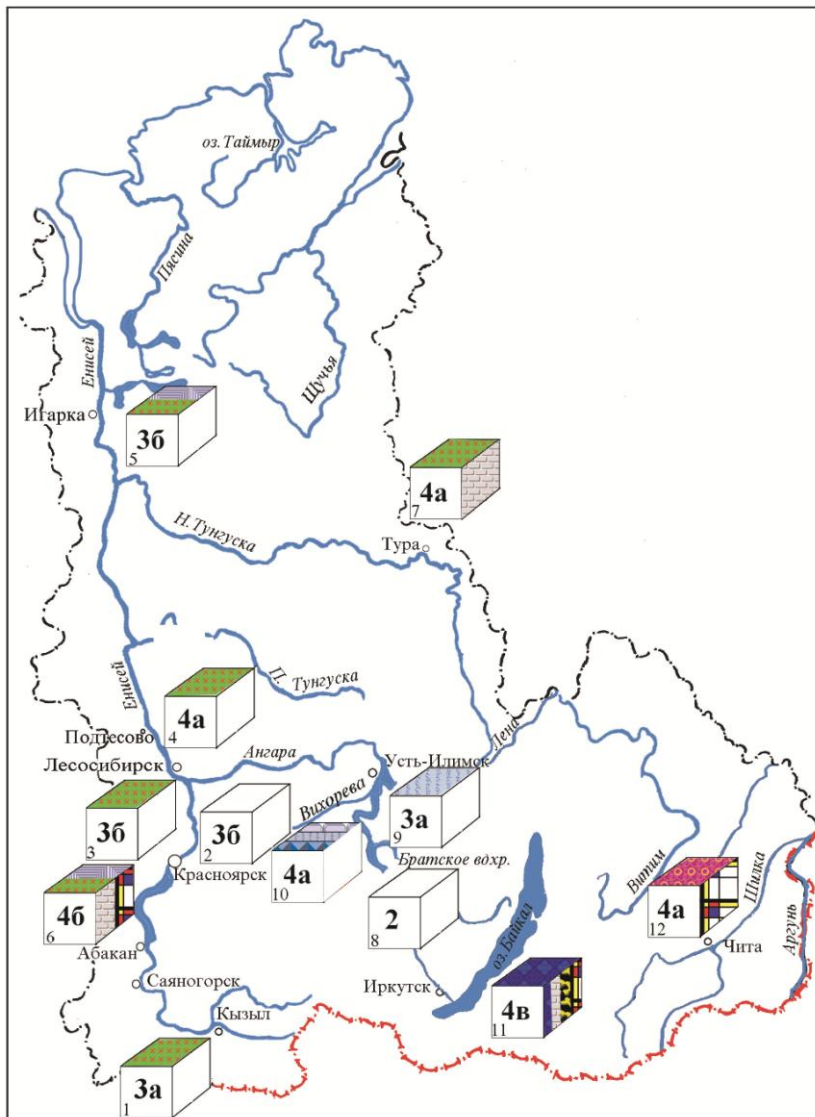 оз. Таймыр
Пясина
Енисей
Щучья
Игарка
3б
5
4а
7
Н. Тунгуска
Тура
Енисей
П. Тунгуска
4а
4
Подтесово
Лесосибирск
Ангара
Усть-Илимск
Лена
Вихорева
3б
3
3б
2
3а
9
Красноярск
4а
10
Братское вдхр.
Витим
Шилка
4а
12
Аргунь
4б
6
2
8
оз. Байкал
Чита
Абакан
Саяногорск
Иркутск
4в
11
Кызыл
3а
1